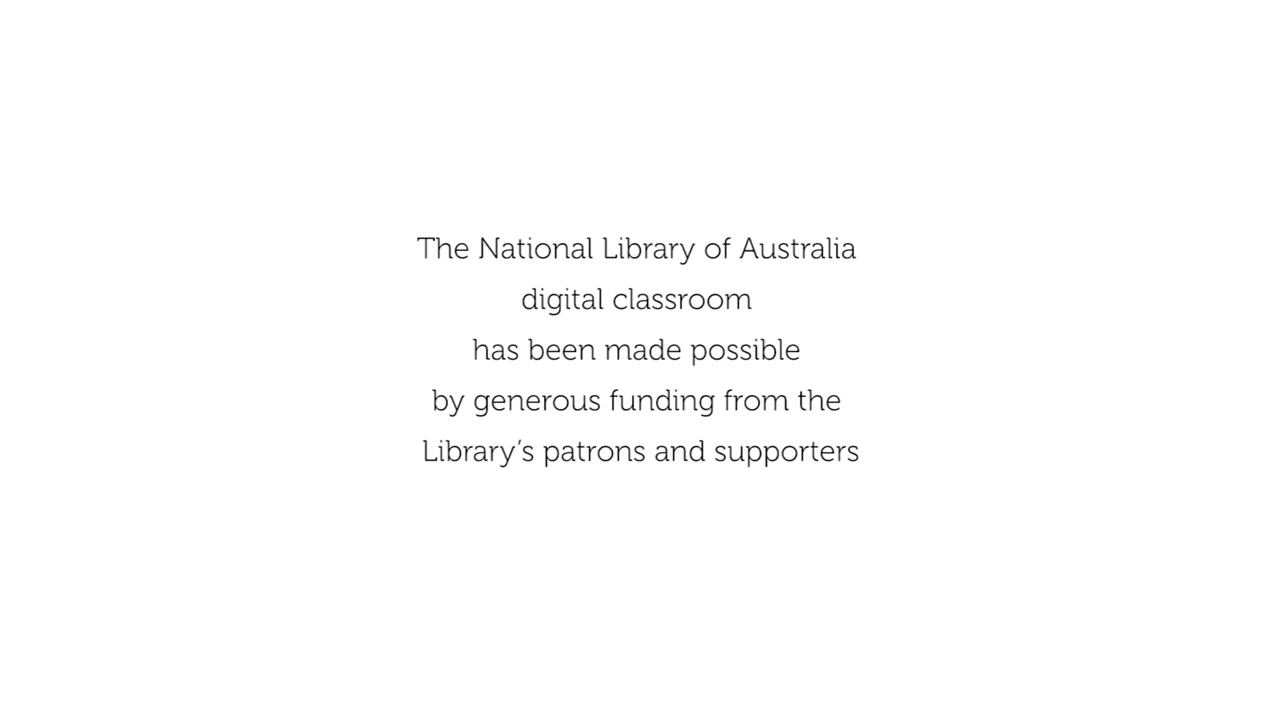 The National Library of Australia
digital classroom
has been made possible
by generous funding from the
Library’s patrons and supporters